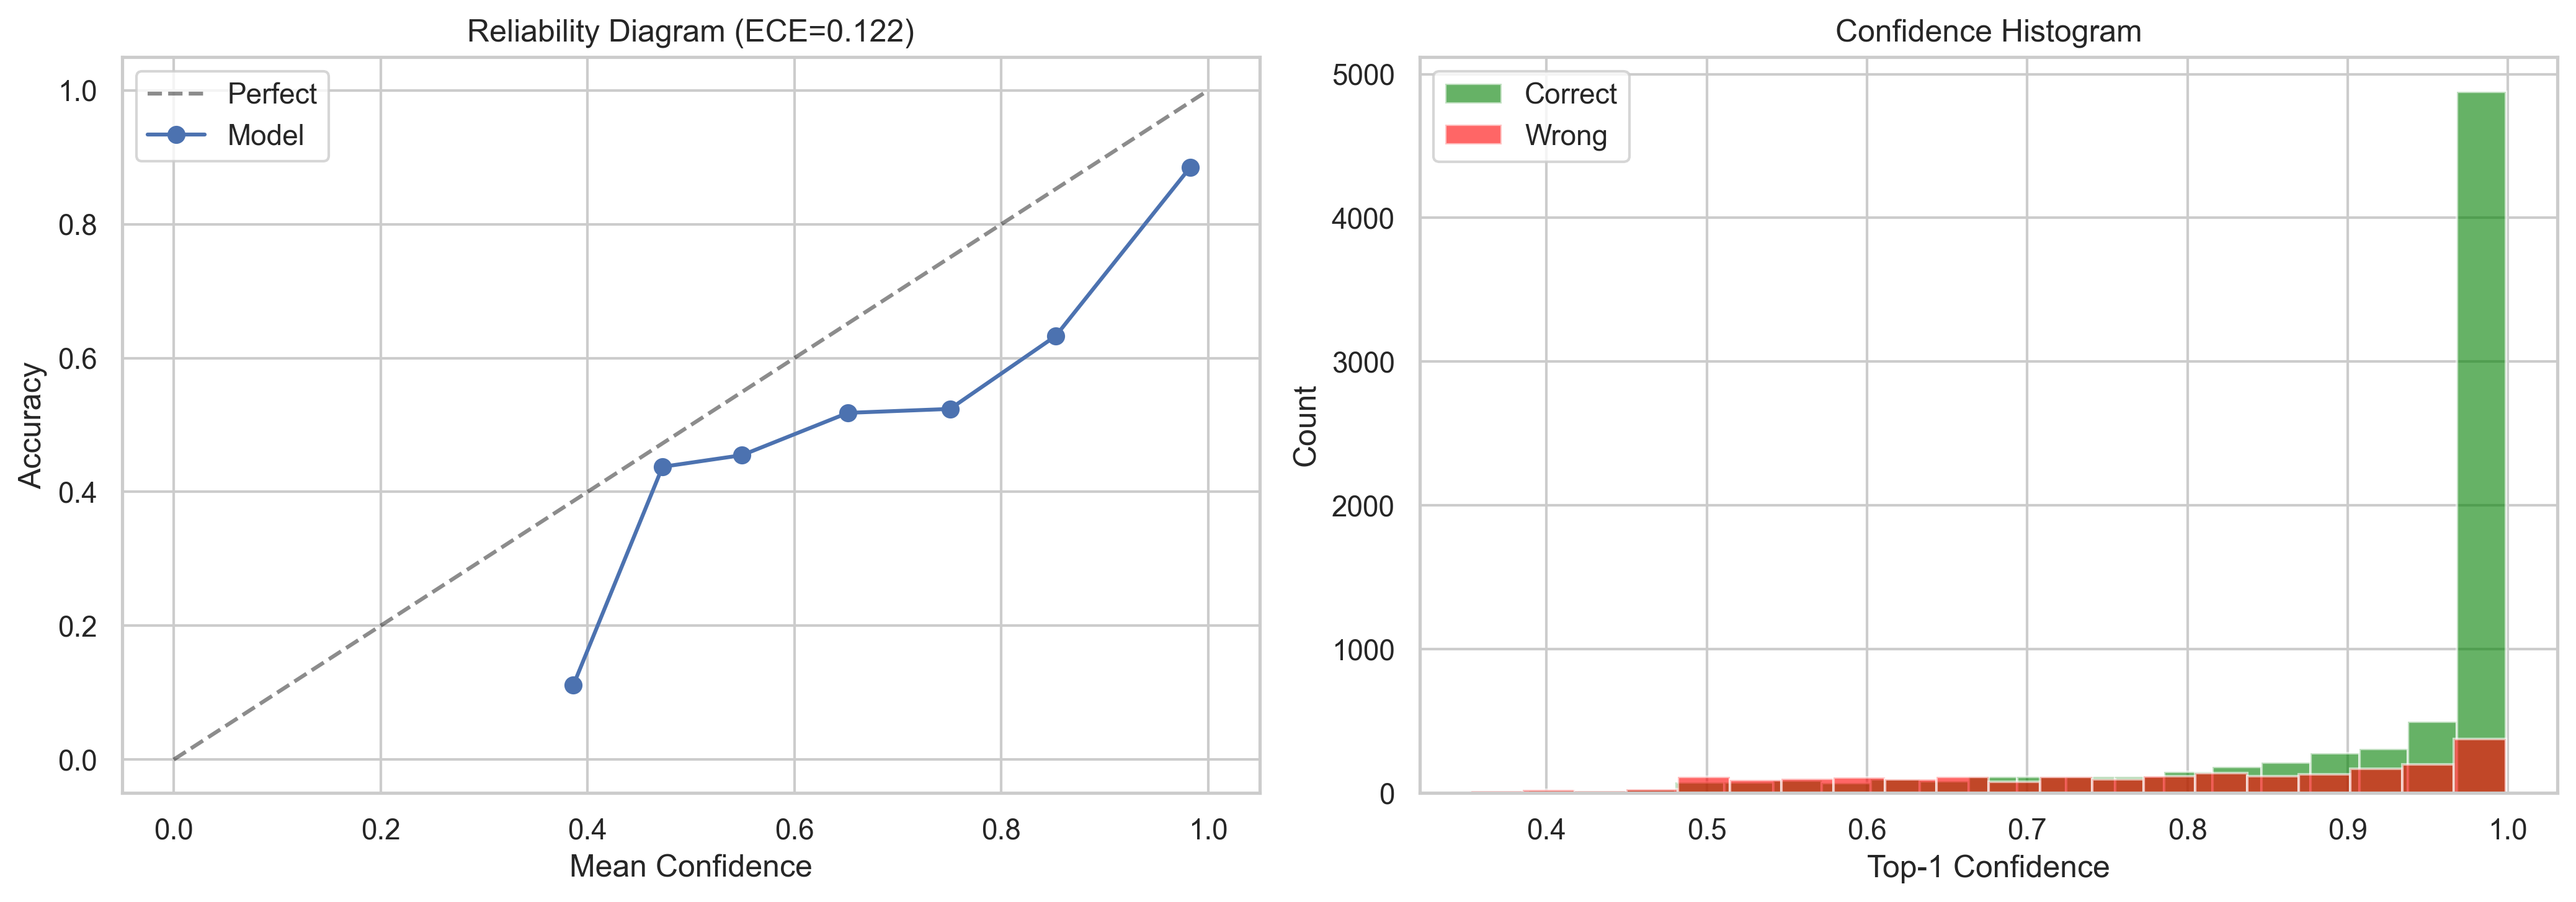 Reliability Diagram (ECE=0.122)
Perfect
Model
Accuracy
1.0
0.8
0.6
0.4
0.2
0.0
0.0 0.2 0.4 0.6 0.8 1.0
Mean Confidence
Confidence Histogram
Correct
Wrong
Count
5000
4000
3000
2000
1000
0
0.4 0.5 0.6 0.7 0.8 0.9 1.0
Top-1 Confidence